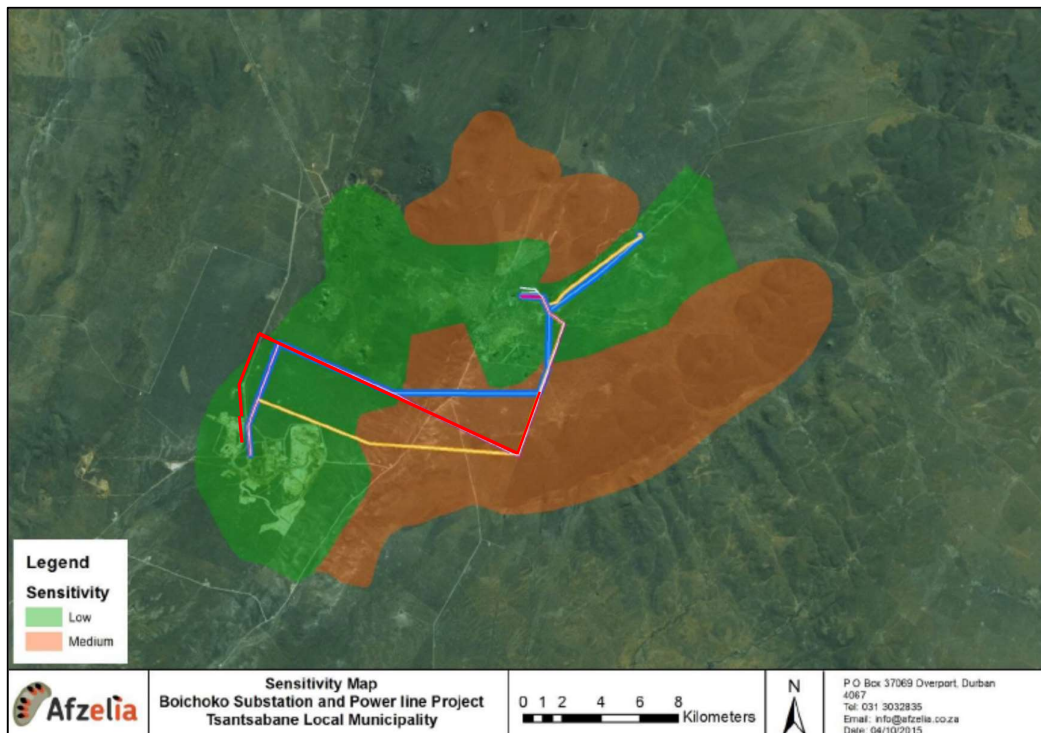 Legend
Sensitivity
Low
Medium
Afzelia
Sensitivity Map
Boichoko Substation and Power line Project
Tsantsabane Local Municipality
0 1 2 4 6 8
Kilometers
N
P O Box 37069 Overport, Durban
4067
Tel: 031 3032835
Email: info@afzelia.co.za
Date: 04/10/2015